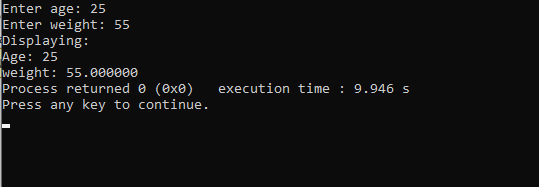 Enter age: 25
Enter weight: 55
Displaying:
Age: 25
weight: 55.000000
Process returned 0 (0x0)   execution time : 9.946 s
Press any key to continue.